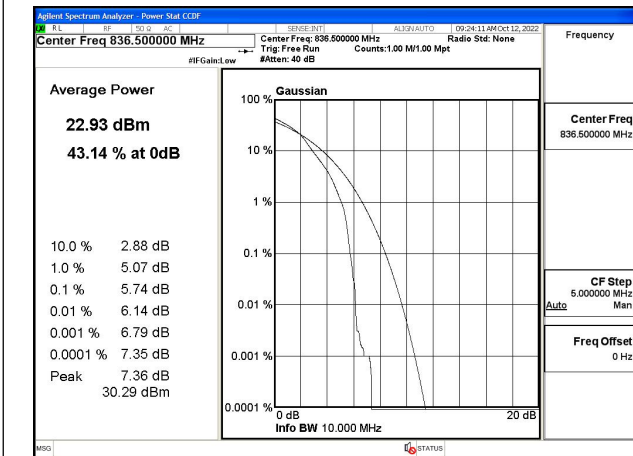 Agilent Spectrum Analyzer - Power Stat CCDF
RL RF 50 Ω AC SENSE:INT ALIGN AUTO 09:24:11 AM Oct 12, 2022
Center Freq 836.500000 MHz
Center Freq: 836.500000 MHz Radio Std: None
Trig: Free Run Counts:1.00 M/1.00 Mpt
#IFGain:Low #Atten: 40 dB
Frequency
Average Power
22.93 dBm
43.14 % at 0dB
10.0 % 2.88 dB
1.0 % 5.07 dB
0.1 % 5.74 dB
0.01 % 6.14 dB
0.001 % 6.79 dB
0.0001 % 7.35 dB
Peak 7.36 dB
30.29 dBm
Gaussian
100 %
10 %
1 %
0.1 %
0.01 %
0.001 %
0.0001 %
0 dB 20 dB
Info BW 10.000 MHz
Center Freq
836.500000 MHz
CF Step
5.000000 MHz
Auto Man
Freq Offset
0 Hz
MSG STATUS